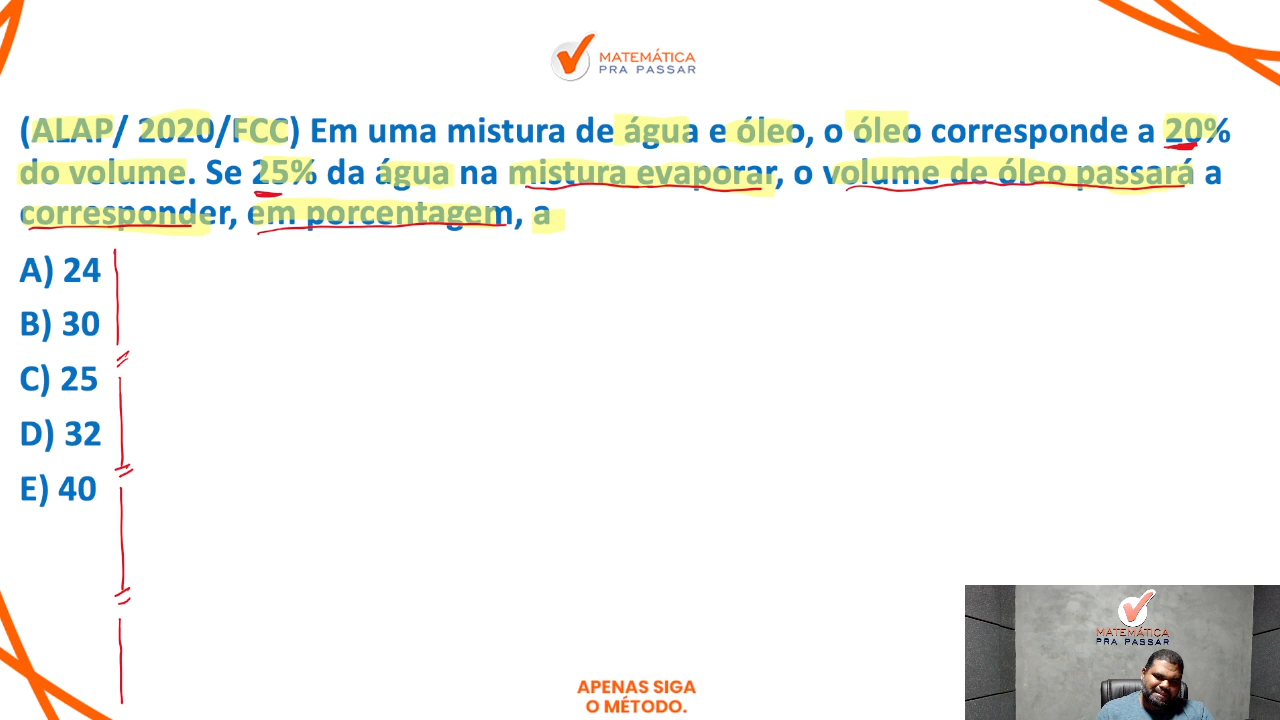 MATEMÁTICA
PRA PASSAR
(ALAP/ 2020/FCC) Em uma mistura de água e óleo, o óleo corresponde a 20%
do volume. Se 25% da água na mistura evaporar, o volume de óleo passará a
corresponder, em porcentagem, a
A) 24
B) 30
C) 25
D) 32
E) 40
MATEMÁTICA
PRA PASSAR
APENAS SIGA
O MÉTODO.